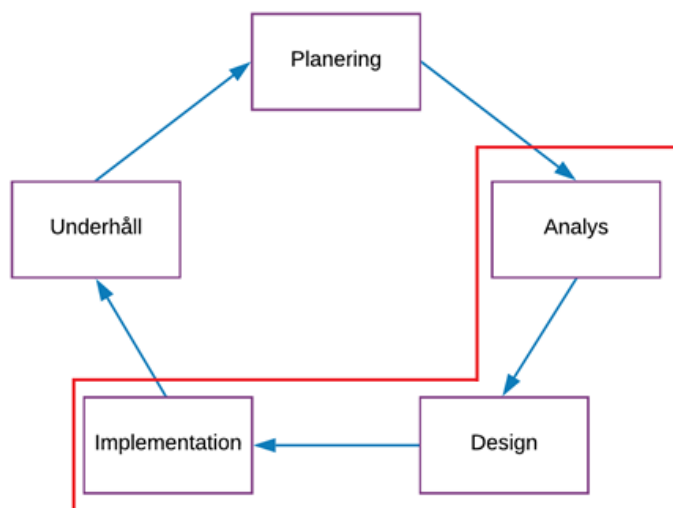 Planering
Underhåll
Analys
Implementation
Design